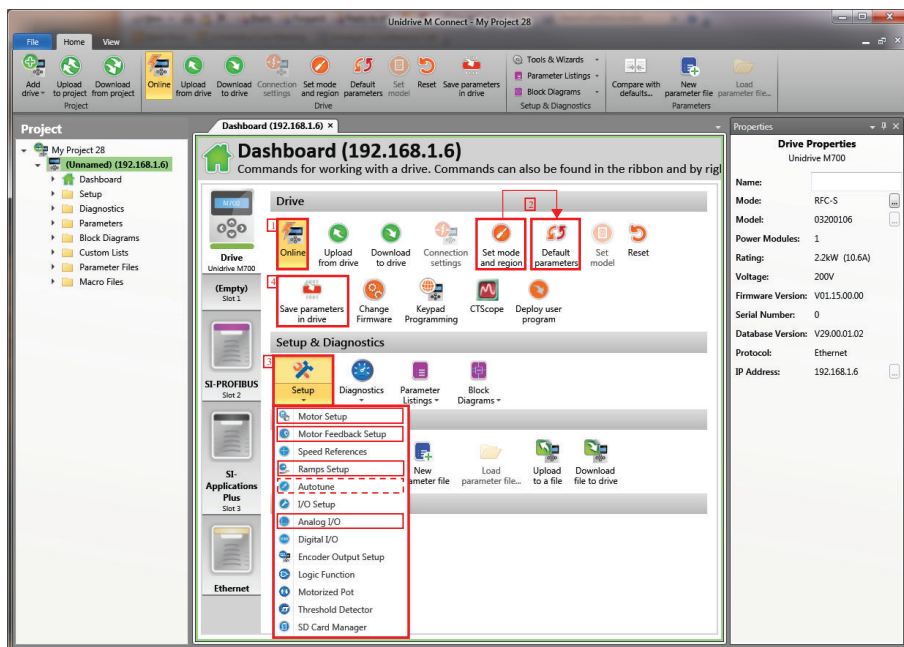 Unidrive M Connect - My Project 28
File Home View
Add drive
Upload to project
Download from project
Project
Online
Upload from drive
Download to drive
Connection settings
Set mode and region
Default parameters
Set model
Reset
Save parameters in drive
Drive
Tools & Wizards
Parameter Listings
Block Diagrams
Setup & Diagnostics
Compare with defaults...
New parameter file
Load parameter file...
Parameters
Project
My Project 28
(Unnamed) (192.168.1.6)
Dashboard
Setup
Diagnostics
Parameters
Block Diagrams
Custom Lists
Parameter Files
Macro Files
Dashboard (192.168.1.6) ×
Dashboard (192.168.1.6)
Commands for working with a drive. Commands can also be found in the ribbon and by rigl
M700
Drive
Unidrive M700
(Empty)
Slot 1
SI-PROFIBUS
Slot 2
SI-
Applications
Plus
Slot 3
Ethernet
Drive
2
1
Online
Upload from drive
Download to drive
Connection settings
Set mode and region
Default parameters
Set model
Reset
4
Save parameters in drive
Change Firmware
Keypad Programming
CTScope
Deploy user program
Setup & Diagnostics
3
Setup
Diagnostics
Parameter Listings
Block Diagrams
Motor Setup
Motor Feedback Setup
Speed References
Ramps Setup
Autotune
I/O Setup
Analog I/O
Digital I/O
Encoder Output Setup
Logic Function
Motorized Pot
Threshold Detector
SD Card Manager
New
ameter file
Load parameter file...
Upload to a file
Download file to drive
Properties
Drive Properties
Unidrive M700
Name:
Mode: RFC-S
Model: 03200106
Power Modules: 1
Rating: 2.2kW (10.6A)
Voltage: 200V
Firmware Version: V01.15.00.00
Serial Number: 0
Database Version: V29.00.01.02
Protocol: Ethernet
IP Address: 192.168.1.6